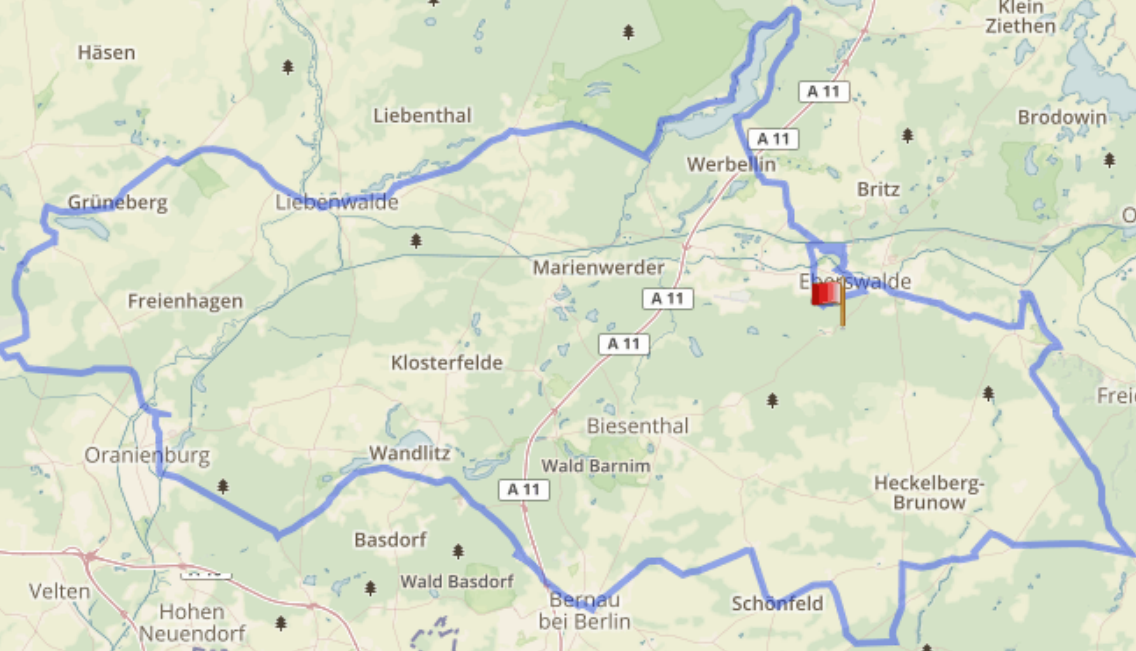 Klein
Ziethen
Häsen
A 11
Liebenthal
Brodowin
A 11
Werbellin
Britz
Grüneberg
Liebenwalde
Marienwerder
Eberswalde
Freienhagen
A 11
A 11
Klosterfelde
Biesenthal
Oranienburg
Wandlitz
Wald Barnim
A 11
Heckelberg-
Brunow
Basdorf
Wald Basdorf
Velten
Bernau
bei Berlin
Schönfeld
Hohen
Neuendorf